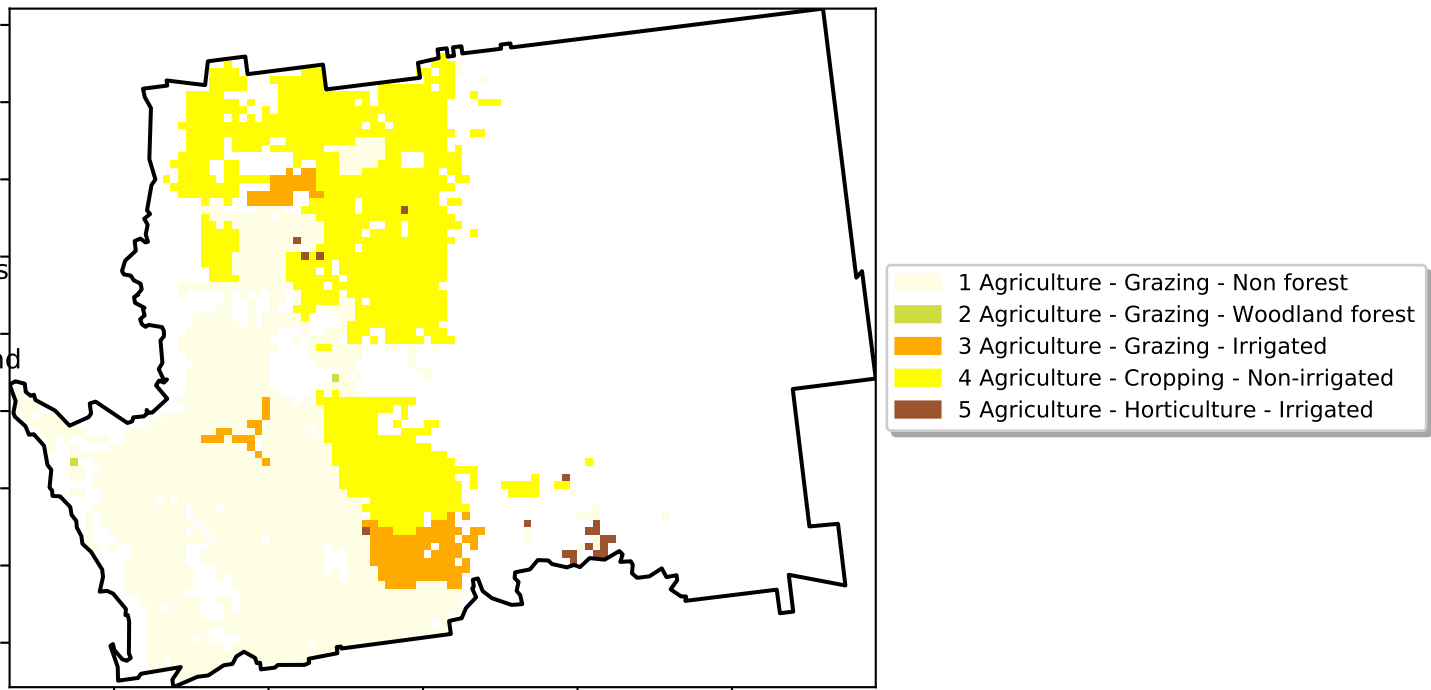 s
nd
1 Agriculture - Grazing - Non forest
2 Agriculture - Grazing - Woodland forest
3 Agriculture - Grazing - Irrigated
4 Agriculture - Cropping - Non-irrigated
5 Agriculture - Horticulture - Irrigated